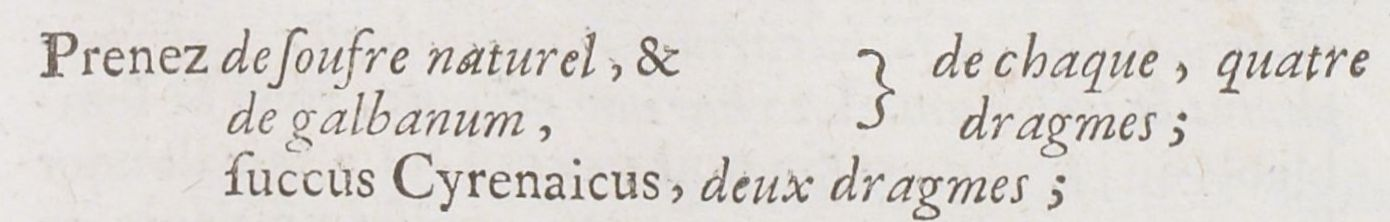 Prenez de ſoufre naturel, & } de chaque, quatre
de galbanum, dragmes;
ſuccus Cyrenaicus, deux dragmes;